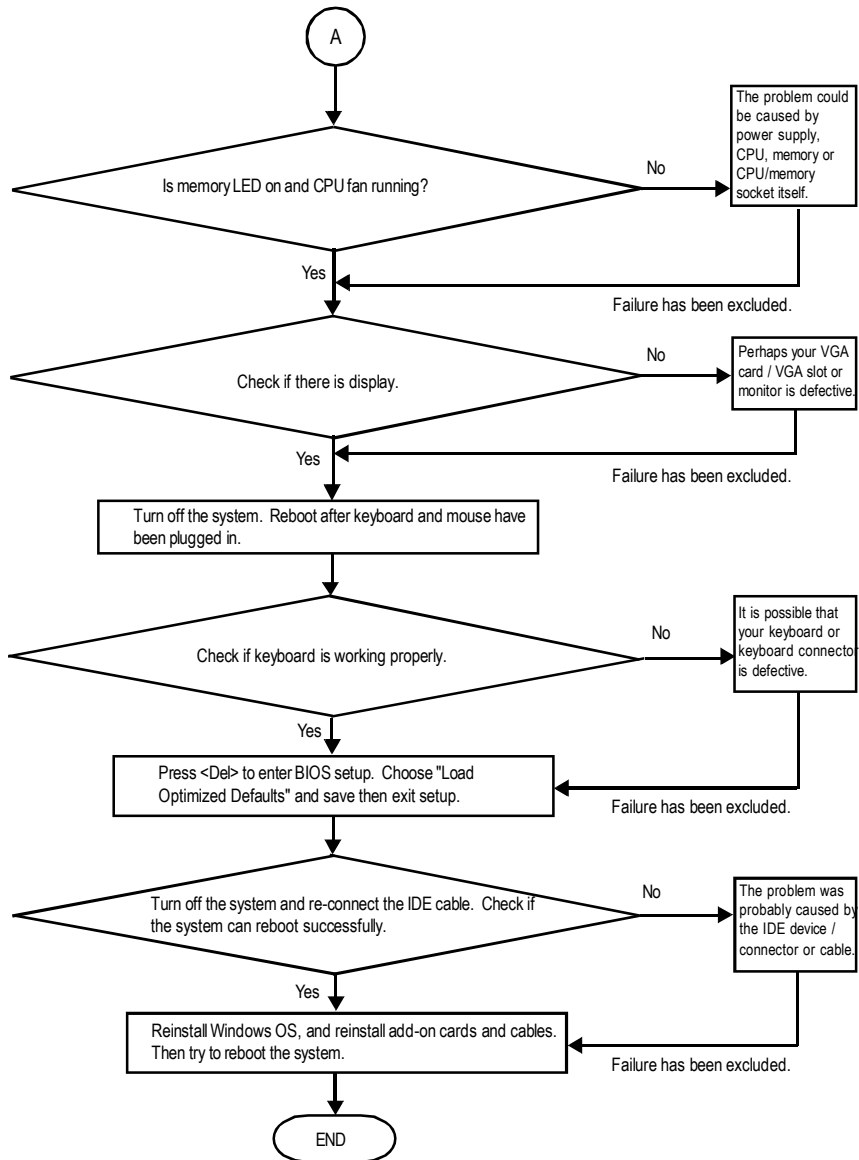 A
Is memory LED on and CPU fan running?
No
The problem could
be caused by
power supply,
CPU, memory or
CPU/memory
socket itself.
Yes
Failure has been excluded.
Check if there is display.
No
Perhaps your VGA
card / VGA slot or
monitor is defective.
Yes
Failure has been excluded.
Turn off the system. Reboot after keyboard and mouse have
been plugged in.
Check if keyboard is working properly.
No
It is possible that
your keyboard or
keyboard connector
is defective.
Yes
Press <Del> to enter BIOS setup. Choose "Load
Optimized Defaults" and save then exit setup.
Failure has been excluded.
Turn off the system and re-connect the IDE cable. Check if
the system can reboot successfully.
No
The problem was
probably caused by
the IDE device /
connector or cable.
Yes
Reinstall Windows OS, and reinstall add-on cards and cables.
Then try to reboot the system.
Failure has been excluded.
END